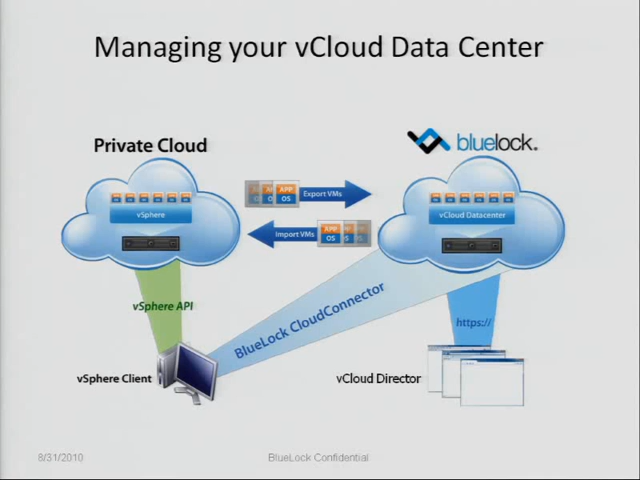 Managing your vCloud Data Center
Private Cloud
bluelock.
vSphere
APP
OS
Export VMs
vCloud Datacenter
Import VMs
APP
OS
vSphere API
BlueLock CloudConnector
https://
vSphere Client
vCloud Director
8/31/2010
BlueLock Confidential